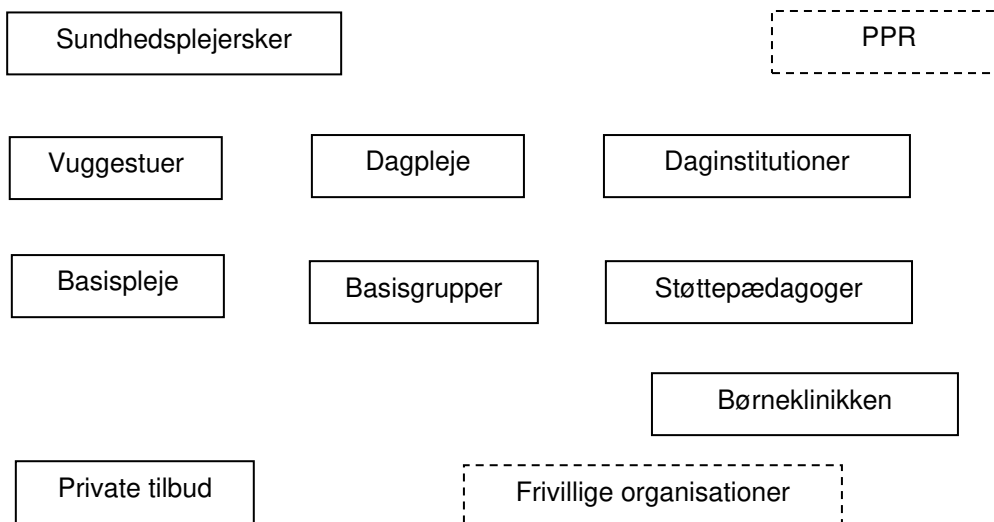 Sundhedsplejersker
PPR
Vuggestuer
Dagpleje
Daginstitutioner
Basispleje
Basisgrupper
Støttepædagoger
Børneklinikken
Private tilbud
Frivillige organisationer